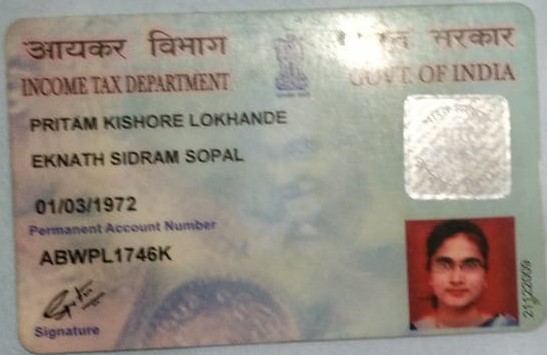 आयकर विभाग
सरकार
INCOME TAX DEPARTMENT
GOVT. OF INDIA
PRITAM KISHORE LOKHANDE
EKNATH SIDRAM SOPAL
01/03/1972
Permanent Account Number
ABWPL1746K
Signature
21122009